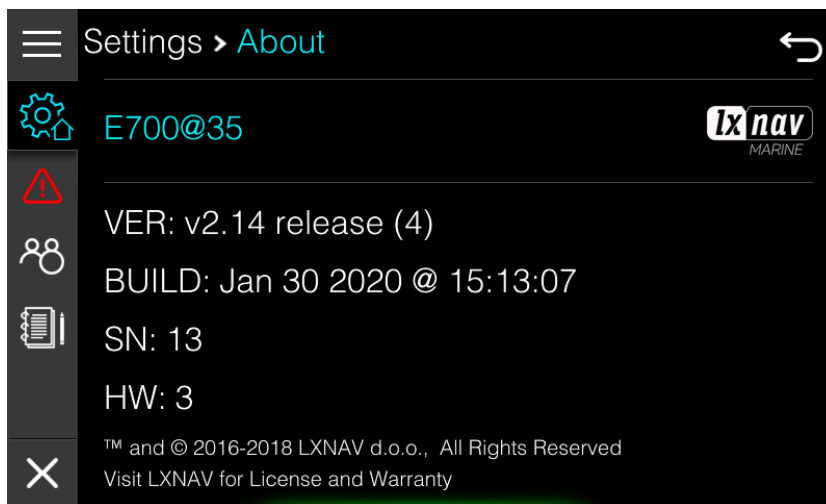 Settings > About
E700@35
lx nav
MARINE
VER: v2.14 release (4)
BUILD: Jan 30 2020 @ 15:13:07
SN: 13
HW: 3
™ and © 2016-2018 LXNAV d.o.o., All Rights Reserved
Visit LXNAV for License and Warranty